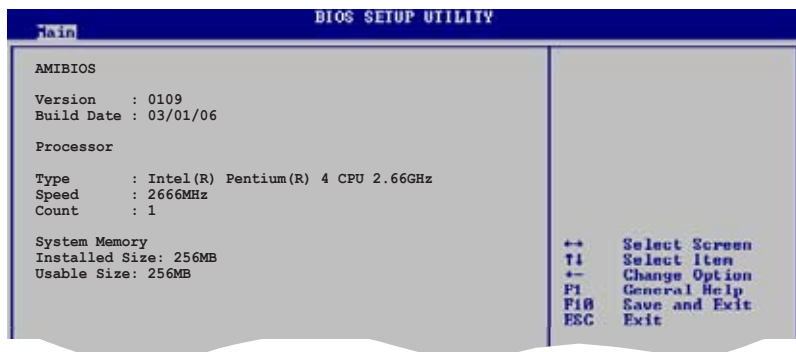 BIOS SETUP UTILITY
Main
AMIBIOS
Version : 0109
Build Date : 03/01/06
Processor
Type : Intel(R) Pentium(R) 4 CPU 2.66GHz
Speed : 2666MHz
Count : 1
System Memory
Installed Size: 256MB
Usable Size: 256MB
↔ Select Screen
↑↓ Select Item
+- Change Option
F1 General Help
F10 Save and Exit
ESC Exit